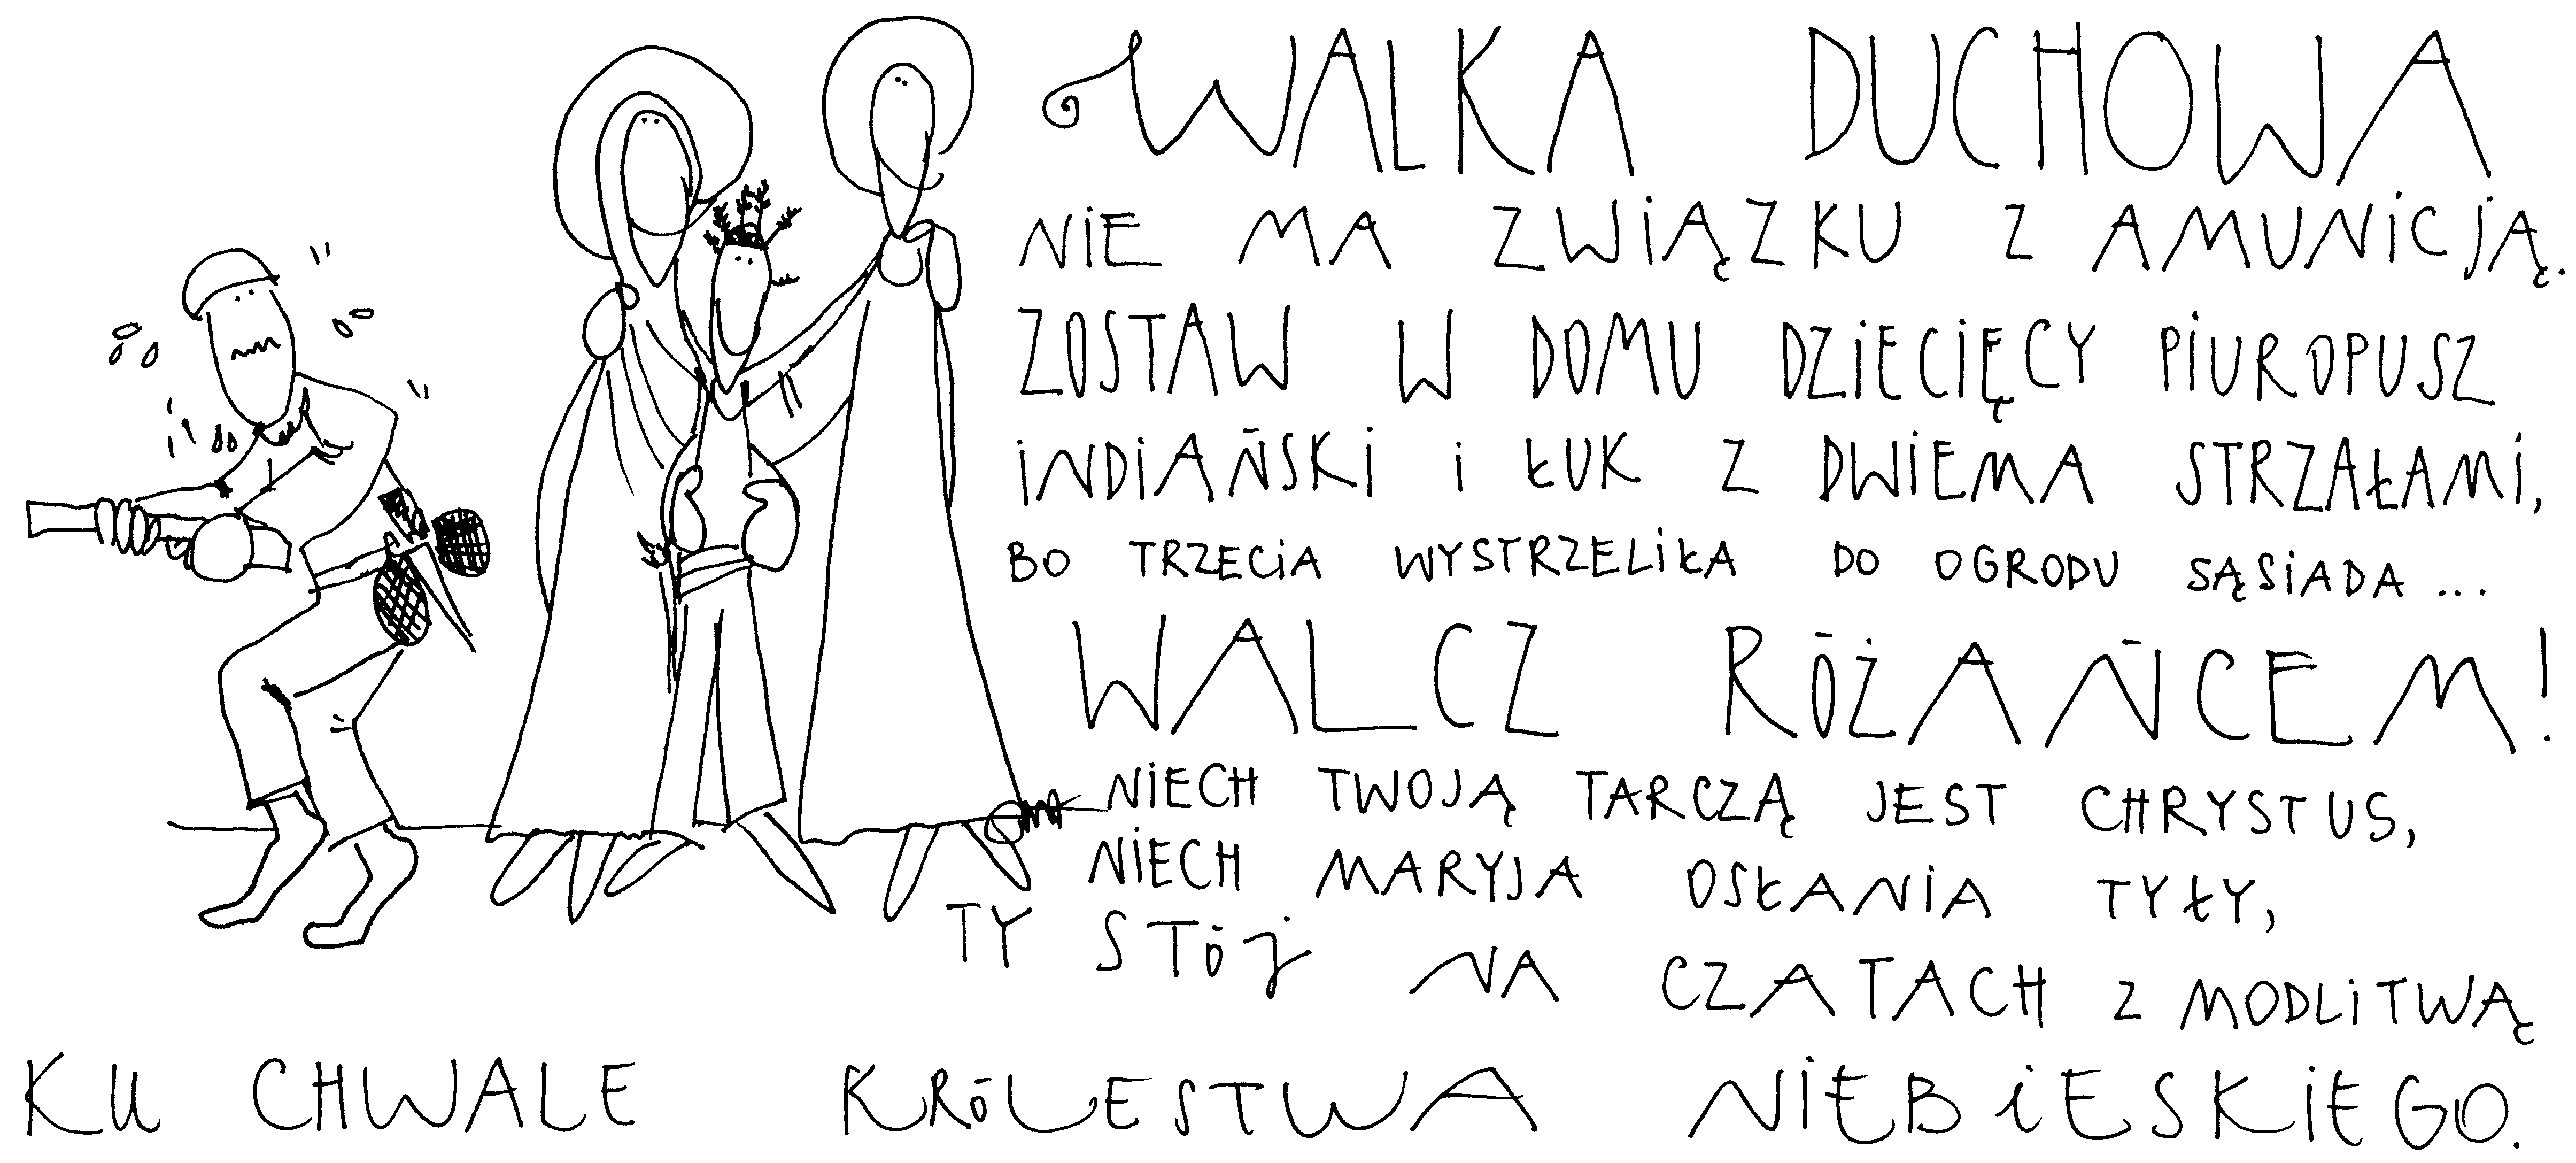 WALKA DUCHOWA
NIE MA ZWIĄZKU Z AMUNICJĄ.
ZOSTAW W DOMU DZIECIĘCY PIUROPUSZ
INDIAŃSKI I ŁUK Z DWIEMA STRZAŁAMI,
BO TRZECIA WYSTRZELIŁA DO OGRODU SĄSIADA...
WALCZ RÓŻAŃCEM!
NIECH TWOJĄ TARCZĄ JEST CHRYSTUS,
NIECH MARYJA OSŁANIA TYŁY,
TY STÓJ NA CZATACH Z MODLITWĄ
KU CHWALE KRÓLESTWA NIEBIESKIEGO.